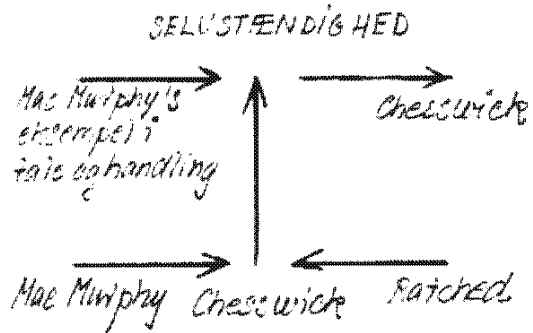 SELVSTÆNDIGHED
Mac Murphy's
eksempel i
tale og handling
Chesswick
Mac Murphy
Chesswick
Ratched